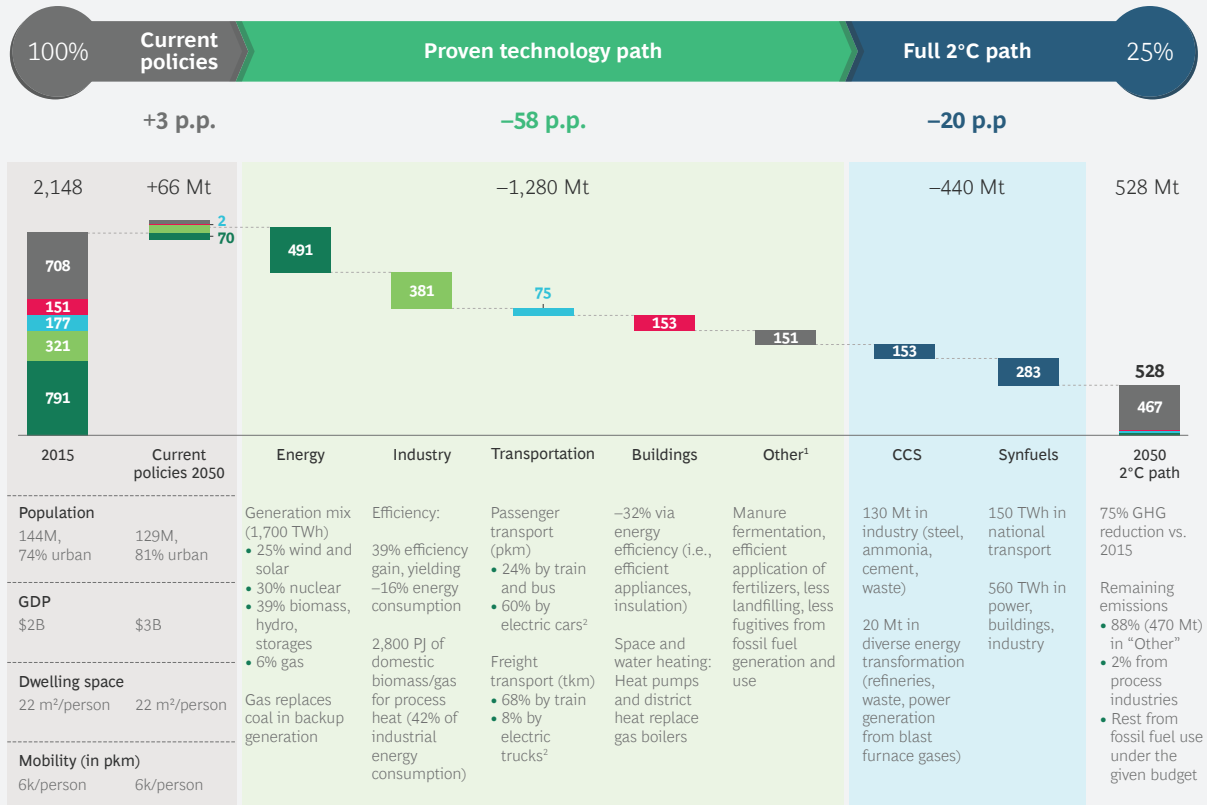 100%
Current
policies
Proven technology path
Full 2°C path
25%
+3 p.p.
–58 p.p.
–20 p.p
2,148
+66 Mt
–1,280 Mt
–440 Mt
528 Mt
708
151
177
321
791
2
70
491
381
75
153
151
153
283
528
467
2015
Current
policies 2050
Energy
Industry
Transportation
Buildings
Other¹
CCS
Synfuels
2050
2°C path
Population
144M,
74% urban
129M,
81% urban
GDP
$2B
$3B
Dwelling space
22 m²/person
22 m²/person
Mobility (in pkm)
6k/person
6k/person
Generation mix
(1,700 TWh)
• 25% wind and
solar
• 30% nuclear
• 39% biomass,
hydro,
storages
• 6% gas
Gas replaces
coal in backup
generation
Efficiency:
39% efficiency
gain, yielding
–16% energy
consumption
2,800 PJ of
domestic
biomass/gas
for process
heat (42% of
industrial
energy
consumption)
Passenger
transport
(pkm)
• 24% by train
and bus
• 60% by
electric cars²
Freight
transport (tkm)
• 68% by train
• 8% by
electric
trucks²
–32% via
energy
efficiency (i.e.,
efficient
appliances,
insulation)
Space and
water heating:
Heat pumps
and district
heat replace
gas boilers
Manure
fermentation,
efficient
application of
fertilizers, less
landfilling, less
fugitives from
fossil fuel
generation and
use
130 Mt in
industry (steel,
ammonia,
cement,
waste)
20 Mt in
diverse energy
transformation
(refineries,
waste, power
generation
from blast
furnace gases)
150 TWh in
national
transport
560 TWh in
power,
buildings,
industry
75% GHG
reduction vs.
2015
Remaining
emissions
• 88% (470 Mt)
in “Other”
• 2% from
process
industries
• Rest from
fossil fuel use
under the
given budget